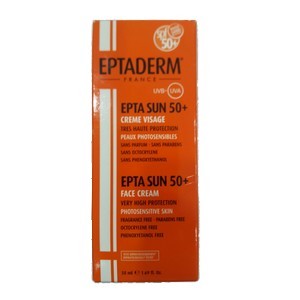 50+
EPTADERM
FRANCE
UVB-UVA
EPTA SUN 50+
CREME VISAGE
TRES HAUTE PROTECTION
PEAUX PHOTOSENSIBLES
SANS PARFUM - SANS PARABENS
SANS OCTOCRYLENE
SANS PHENOXYETHANOL
EPTA SUN 50+
FACE CREAM
VERY HIGH PROTECTION
PHOTOSENSITIVE SKIN
FRAGRANCE FREE - PARABENS FREE
OCTOCRYLENE FREE
PHENOXYETHANOL FREE